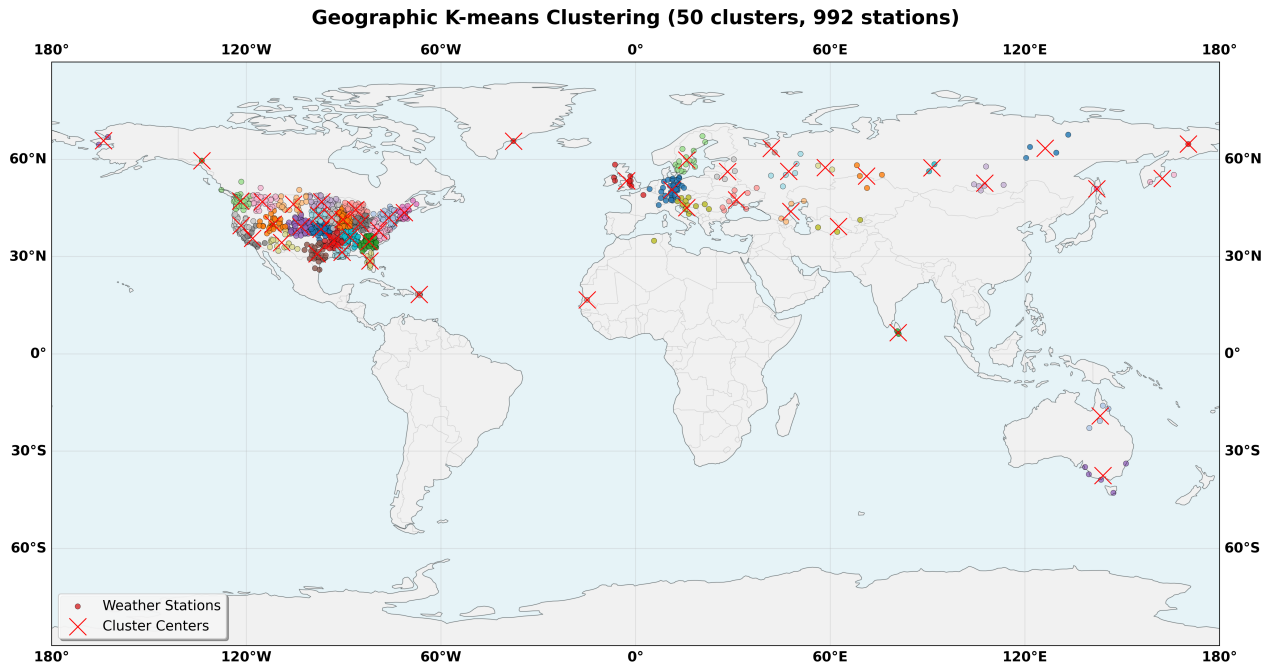 Geographic K-means Clustering (50 clusters, 992 stations)
180° 120°W 60°W 0° 60°E 120°E 180°
60°N 60°N
30°N 30°N
0° 0°
30°S 30°S
60°S 60°S
Weather Stations
Cluster Centers
180° 120°W 60°W 0° 60°E 120°E 180°